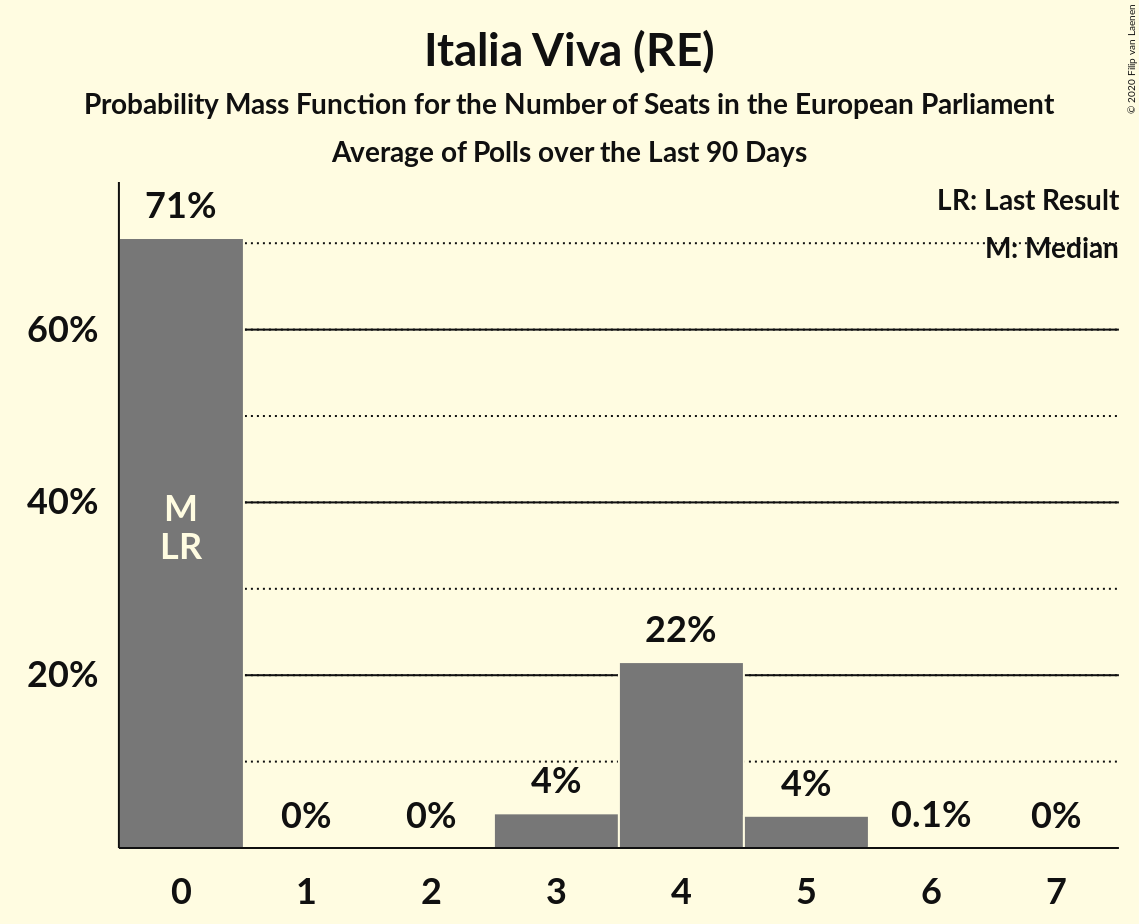 Italia Viva (RE)
Probability Mass Function for the Number of Seats in the European Parliament
Average of Polls over the Last 90 Days
© 2020 Filip van Laenen
LR: Last Result
M: Median
71%
60%
40%
20%
M
LR
0%
0%
4%
22%
4%
0.1%
0%
0 1 2 3 4 5 6 7